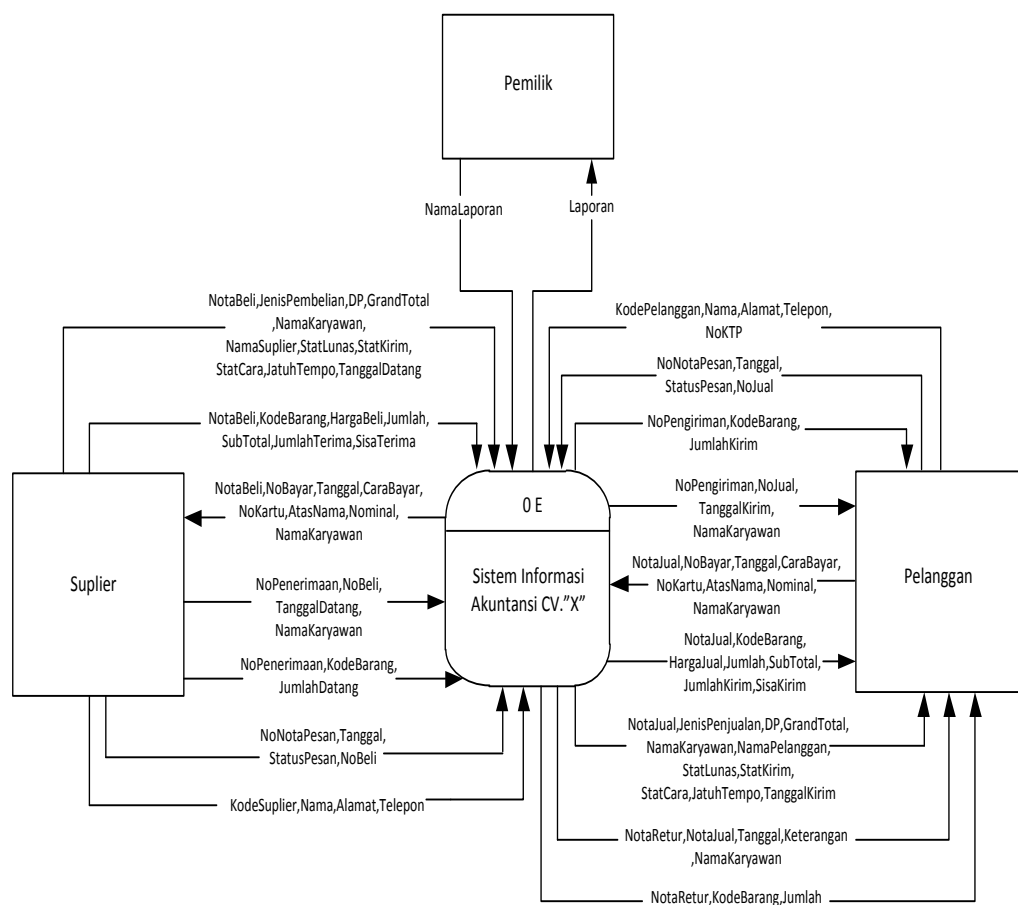 Pemilik
NamaLaporan
Laporan
NotaBeli,JenisPembelian,DP,GrandTotal
,NamaKaryawan,
NamaSuplier,StatLunas,StatKirim,
StatCara,JatuhTempo,TanggalDatang
KodePelanggan,Nama,Alamat,Telepon,
NoKTP
NoNotaPesan,Tanggal,
StatusPesan,NoJual
NotaBeli,KodeBarang,HargaBeli,Jumlah,
SubTotal,JumlahTerima,SisaTerima
NoPengiriman,KodeBarang,
JumlahKirim
NotaBeli,NoBayar,Tanggal,CaraBayar,
NoKartu,AtasNama,Nominal,
NamaKaryawan
0 E
NoPengiriman,NoJual,
TanggalKirim,
NamaKaryawan
Suplier
Sistem Informasi
Akuntansi CV.”X”
NotaJual,NoBayar,Tanggal,CaraBayar,
NoKartu,AtasNama,Nominal,
NamaKaryawan
Pelanggan
NoPenerimaan,NoBeli,
TanggalDatang,
NamaKaryawan
NotaJual,KodeBarang,
HargaJual,Jumlah,SubTotal,
JumlahKirim,SisaKirim
NoPenerimaan,KodeBarang,
JumlahDatang
NoNotaPesan,Tanggal,
StatusPesan,NoBeli
NotaJual,JenisPenjualan,DP,GrandTotal,
NamaKaryawan,NamaPelanggan,
StatLunas,StatKirim,
StatCara,JatuhTempo,TanggalKirim
KodeSuplier,Nama,Alamat,Telepon
NotaRetur,NotaJual,Tanggal,Keterangan
,NamaKaryawan
NotaRetur,KodeBarang,Jumlah